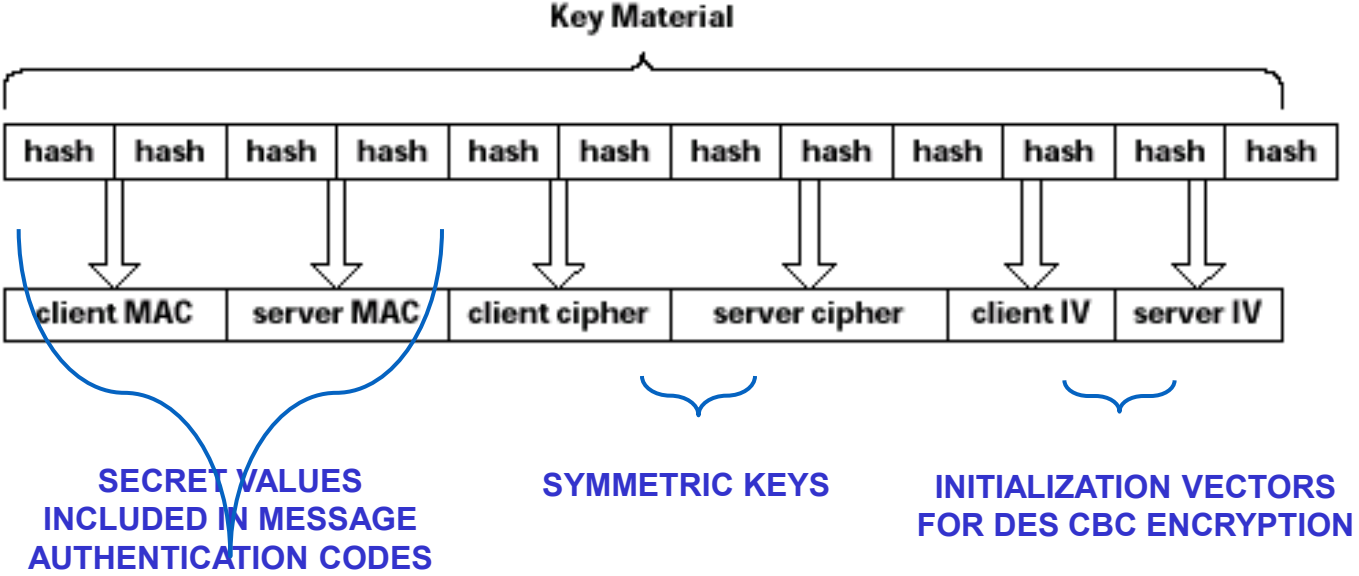 Key Material
hash hash hash hash hash hash hash hash hash hash hash hash
client MAC server MAC client cipher server cipher client IV server IV
SECRET VALUES
INCLUDED IN MESSAGE
AUTHENTICATION CODES
SYMMETRIC KEYS
INITIALIZATION VECTORS
FOR DES CBC ENCRYPTION